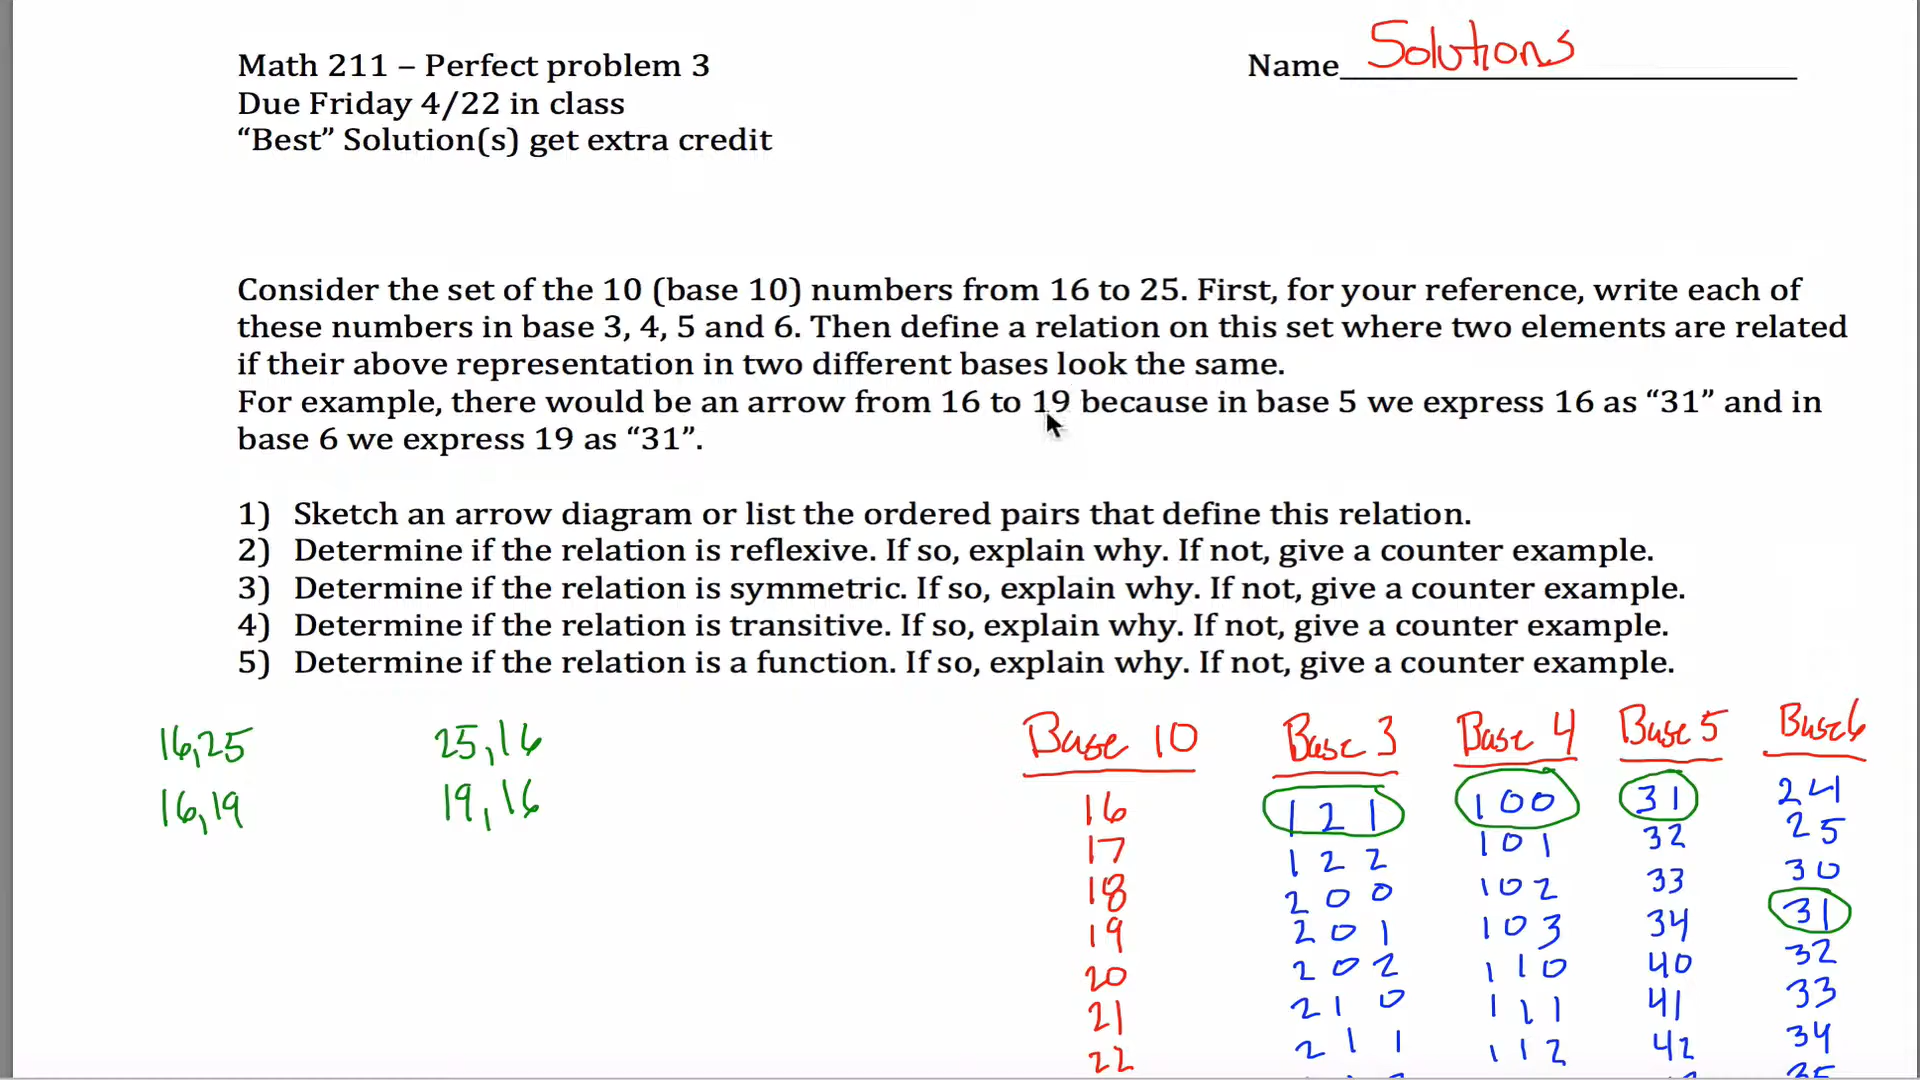 Math 211 – Perfect problem 3
Name Solutions
Due Friday 4/22 in class
“Best” Solution(s) get extra credit
Consider the set of the 10 (base 10) numbers from 16 to 25. First, for your reference, write each of
these numbers in base 3, 4, 5 and 6. Then define a relation on this set where two elements are related
if their above representation in two different bases look the same.
For example, there would be an arrow from 16 to 19 because in base 5 we express 16 as “31” and in
base 6 we express 19 as “31”.
1) Sketch an arrow diagram or list the ordered pairs that define this relation.
2) Determine if the relation is reflexive. If so, explain why. If not, give a counter example.
3) Determine if the relation is symmetric. If so, explain why. If not, give a counter example.
4) Determine if the relation is transitive. If so, explain why. If not, give a counter example.
5) Determine if the relation is a function. If so, explain why. If not, give a counter example.
16,25 25,16
16,19 19,16
Base 10 Base 3 Base 4 Base 5 Base 6
16 121 100 31 24
17 122 101 32 25
18 200 102 33 30
19 201 103 34 31
20 202 110 40 32
21 210 111 41 33
22 211 112 42 34
35